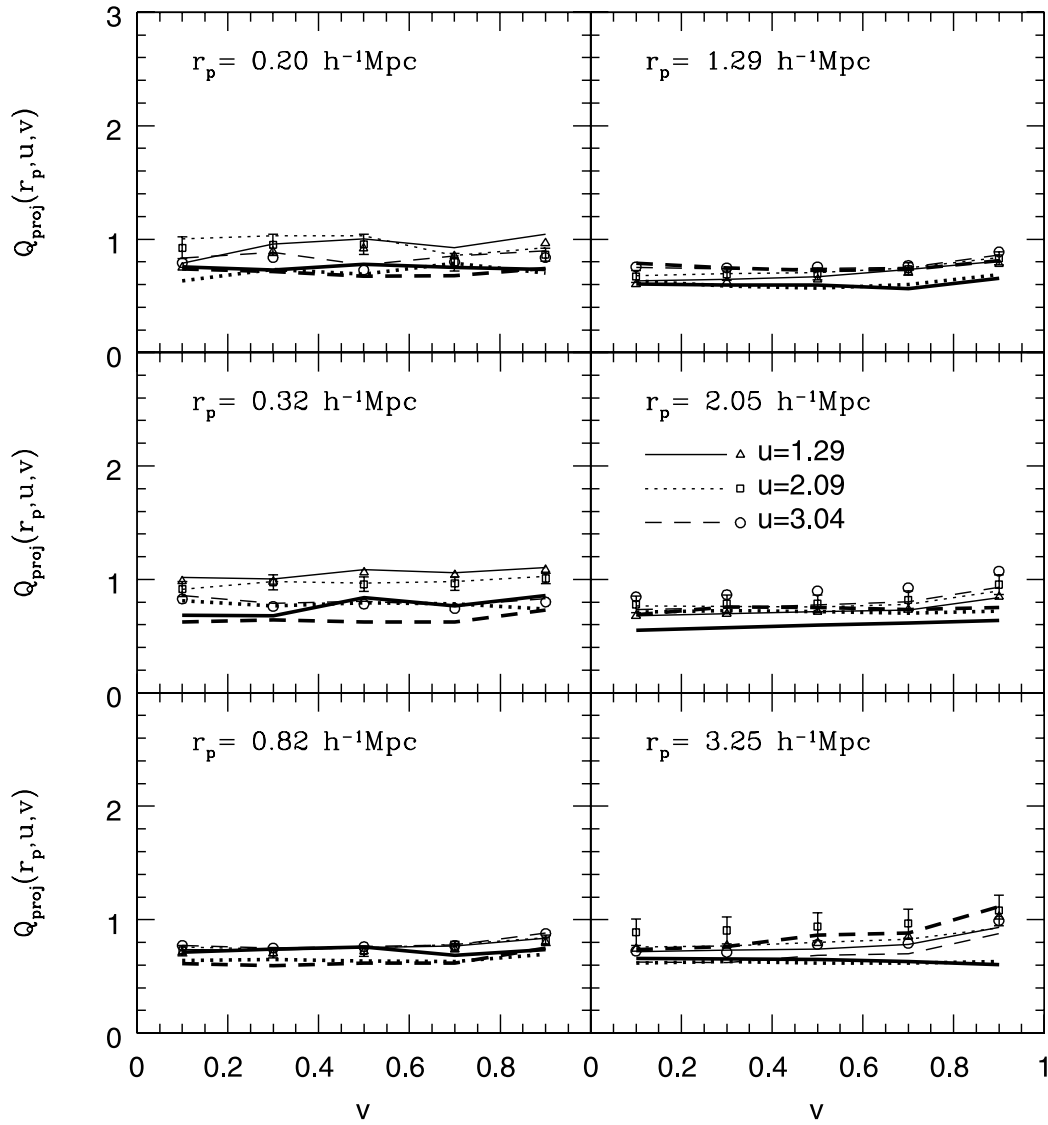 3
2
1
0
Q_proj(r_p,u,v)
r_p= 0.20 h⁻¹Mpc
r_p= 1.29 h⁻¹Mpc
2
1
0
Q_proj(r_p,u,v)
r_p= 0.32 h⁻¹Mpc
r_p= 2.05 h⁻¹Mpc
u=1.29
u=2.09
u=3.04
2
1
0
Q_proj(r_p,u,v)
r_p= 0.82 h⁻¹Mpc
r_p= 3.25 h⁻¹Mpc
0 0.2 0.4 0.6 0.8 0 0.2 0.4 0.6 0.8 1
v v